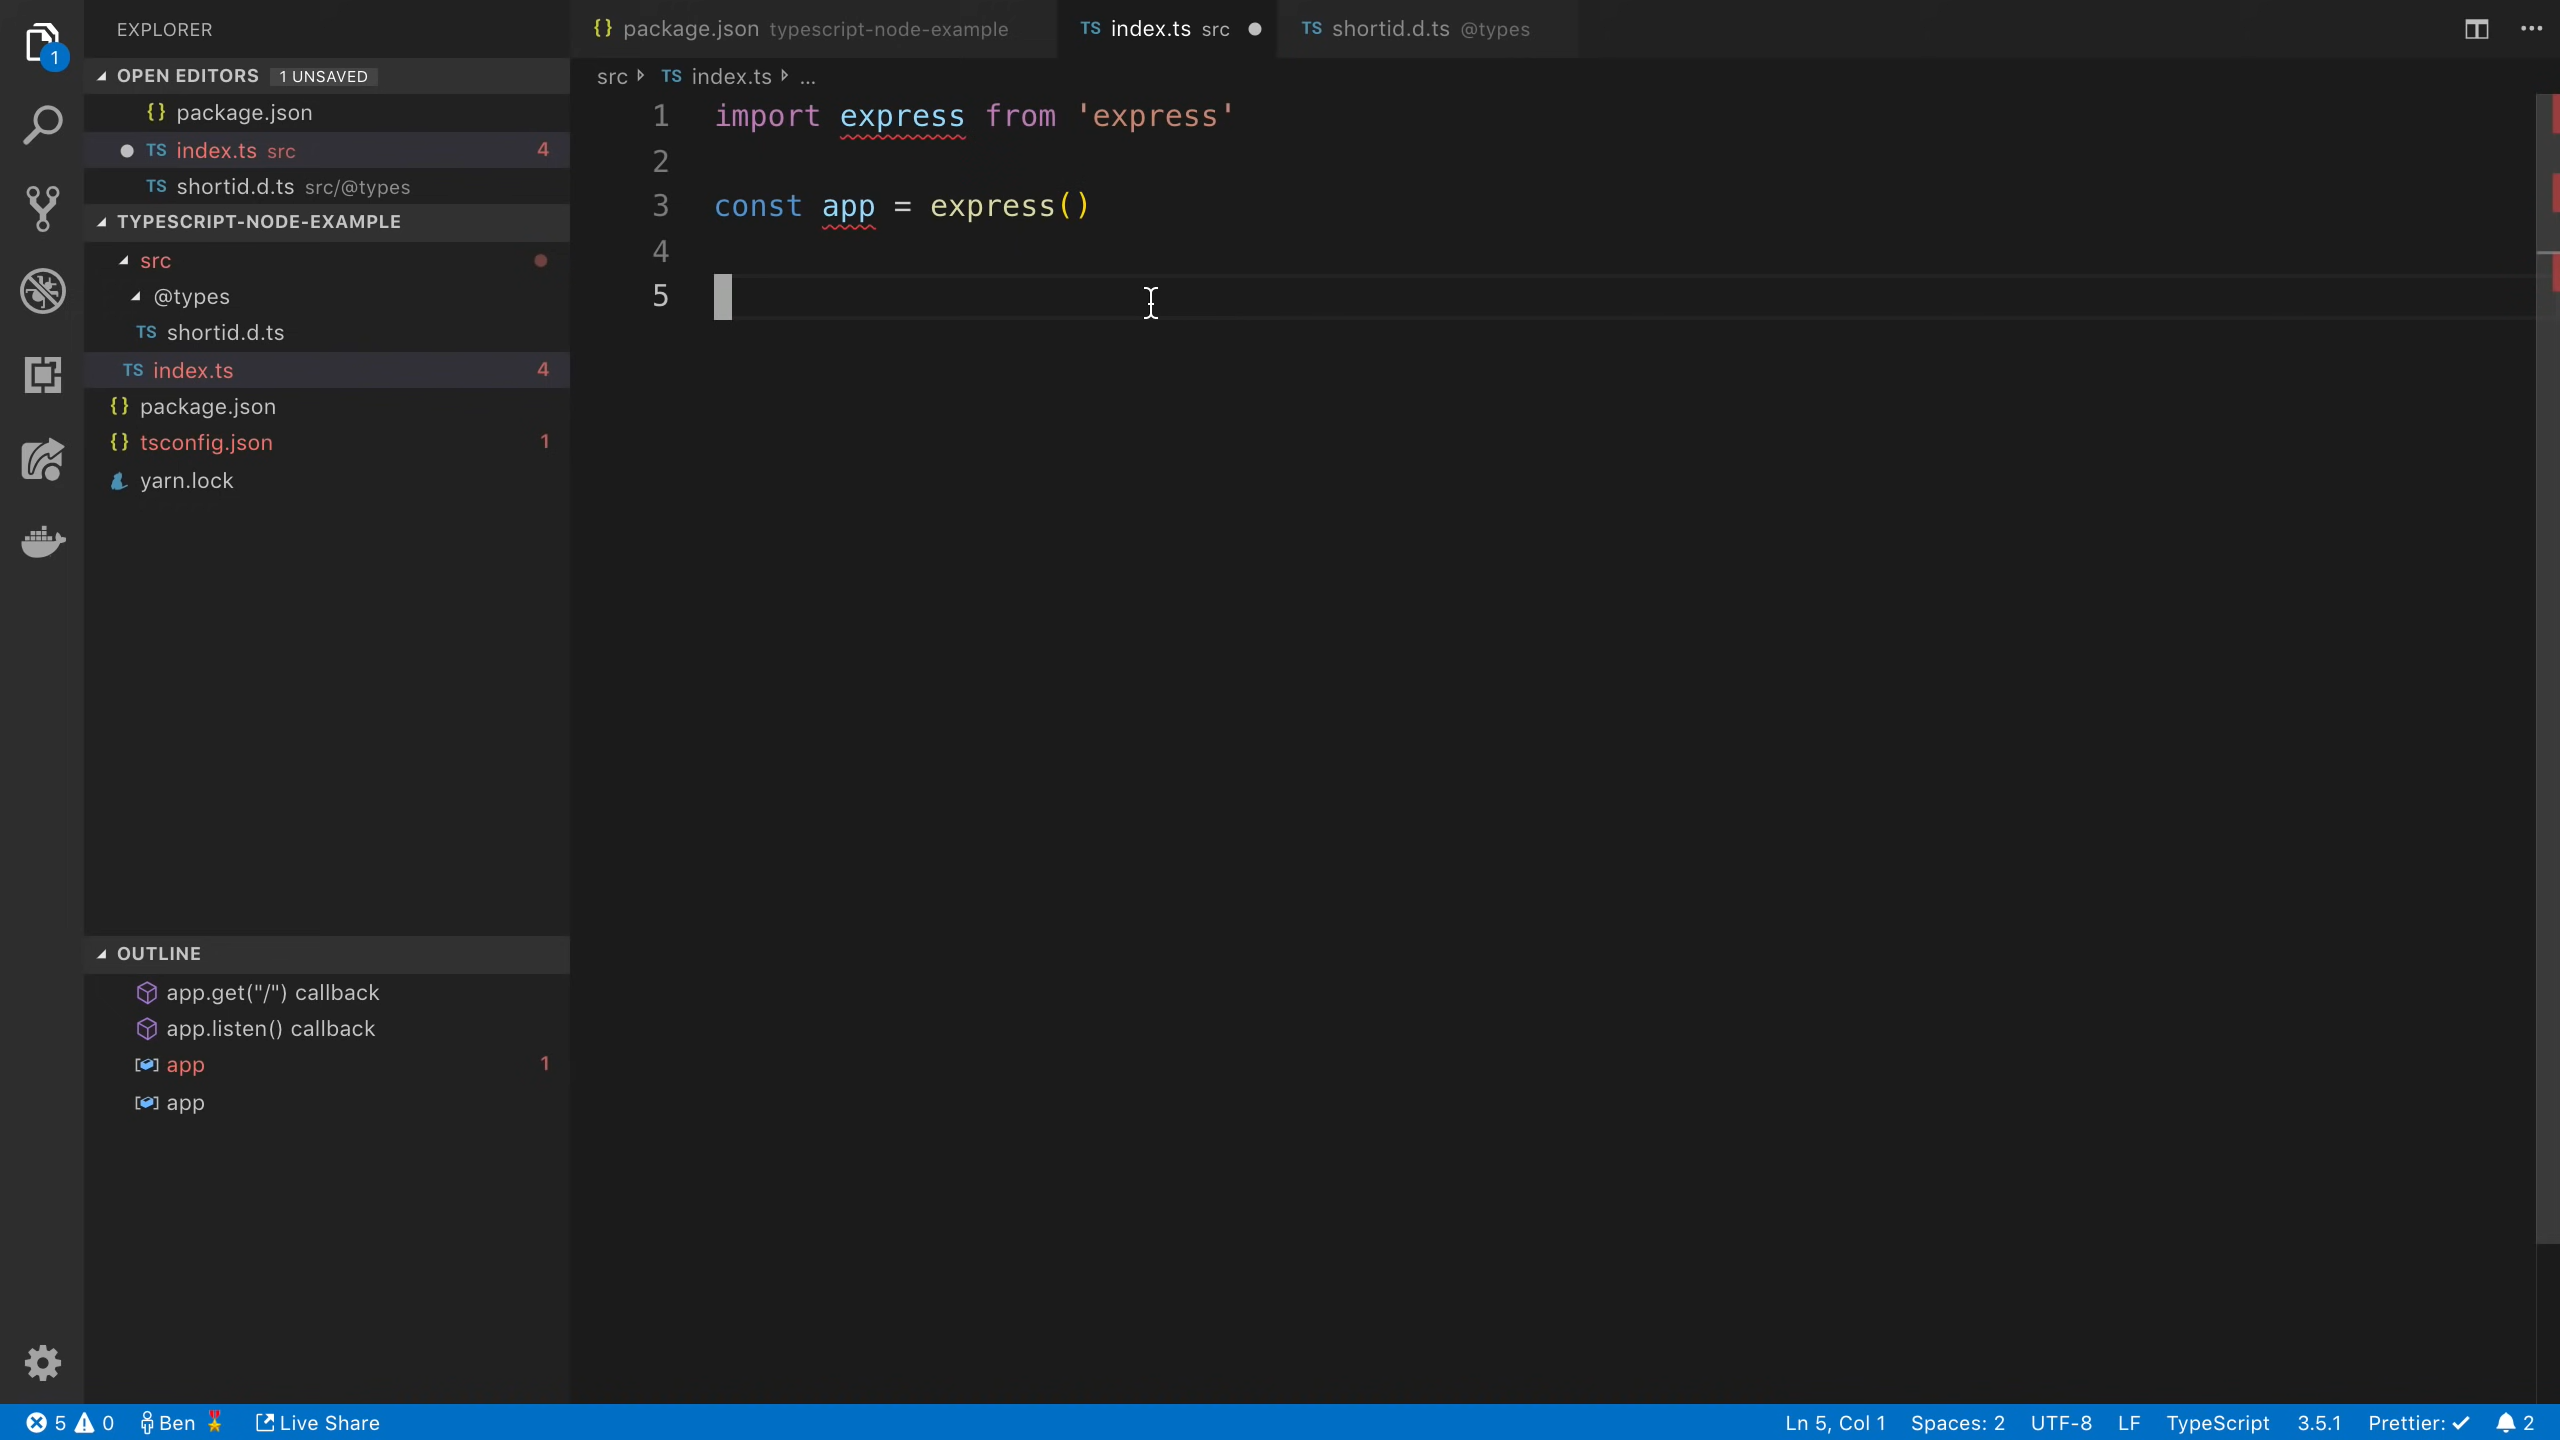 EXPLORER
1
OPEN EDITORS 1 UNSAVED
{} package.json
TS index.ts src 4
TS shortid.d.ts src/@types
TYPESCRIPT-NODE-EXAMPLE
src
@types
TS shortid.d.ts
TS index.ts 4
{} package.json
{} tsconfig.json 1
yarn.lock
OUTLINE
app.get("/") callback
app.listen() callback
app 1
app
{} package.json typescript-node-example
TS index.ts src
TS shortid.d.ts @types
src TS index.ts ...
1 import express from 'express'
2
3 const app = express()
4
5
5 0 Ben Live Share Ln 5, Col 1 Spaces: 2 UTF-8 LF TypeScript 3.5.1 Prettier: ✓ 2